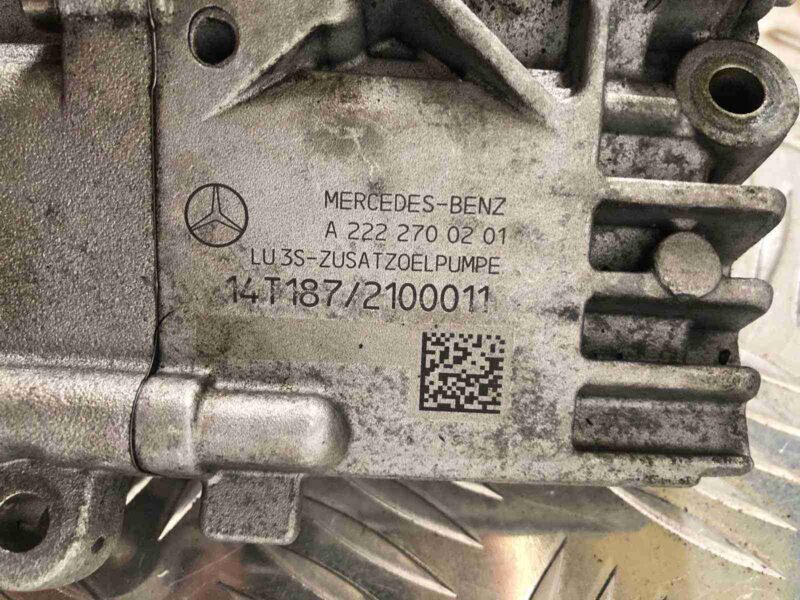 MERCEDES-BENZ
A 222 270 02 01
LU 3S-ZUSATZOELPUMPE
14T187/2100011